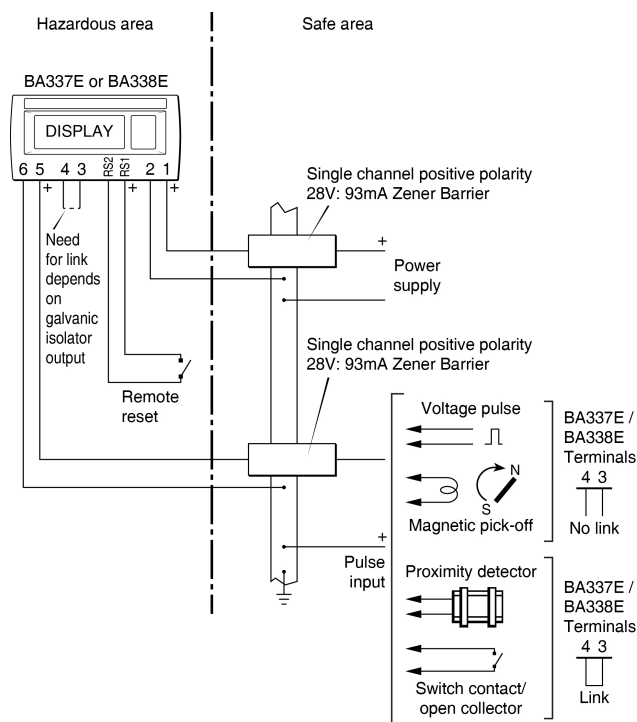 Hazardous area
Safe area
BA337E or BA338E
DISPLAY
6 5 4 3 RS2 RS1 2 1
+ + +
Need
for link
depends
on
galvanic
isolator
output
Remote
reset
Single channel positive polarity
28V: 93mA Zener Barrier
+
Power
supply
Single channel positive polarity
28V: 93mA Zener Barrier
+
Pulse
input
Voltage pulse
N
S
Magnetic pick-off
BA337E /
BA338E
Terminals
4 3
No link
Proximity detector
Switch contact/
open collector
BA337E /
BA338E
Terminals
4 3
Link